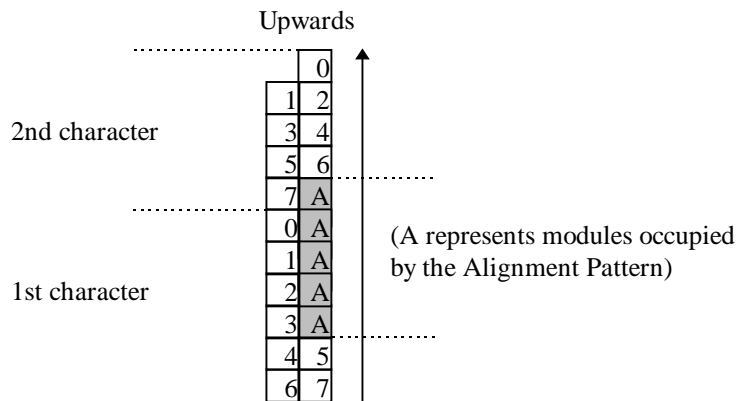 Upwards
0
1 2
3 4
2nd character
5 6
7 A
0 A
(A represents modules occupied
1 A
by the Alignment Pattern)
1st character
2 A
3 A
4 5
6 7